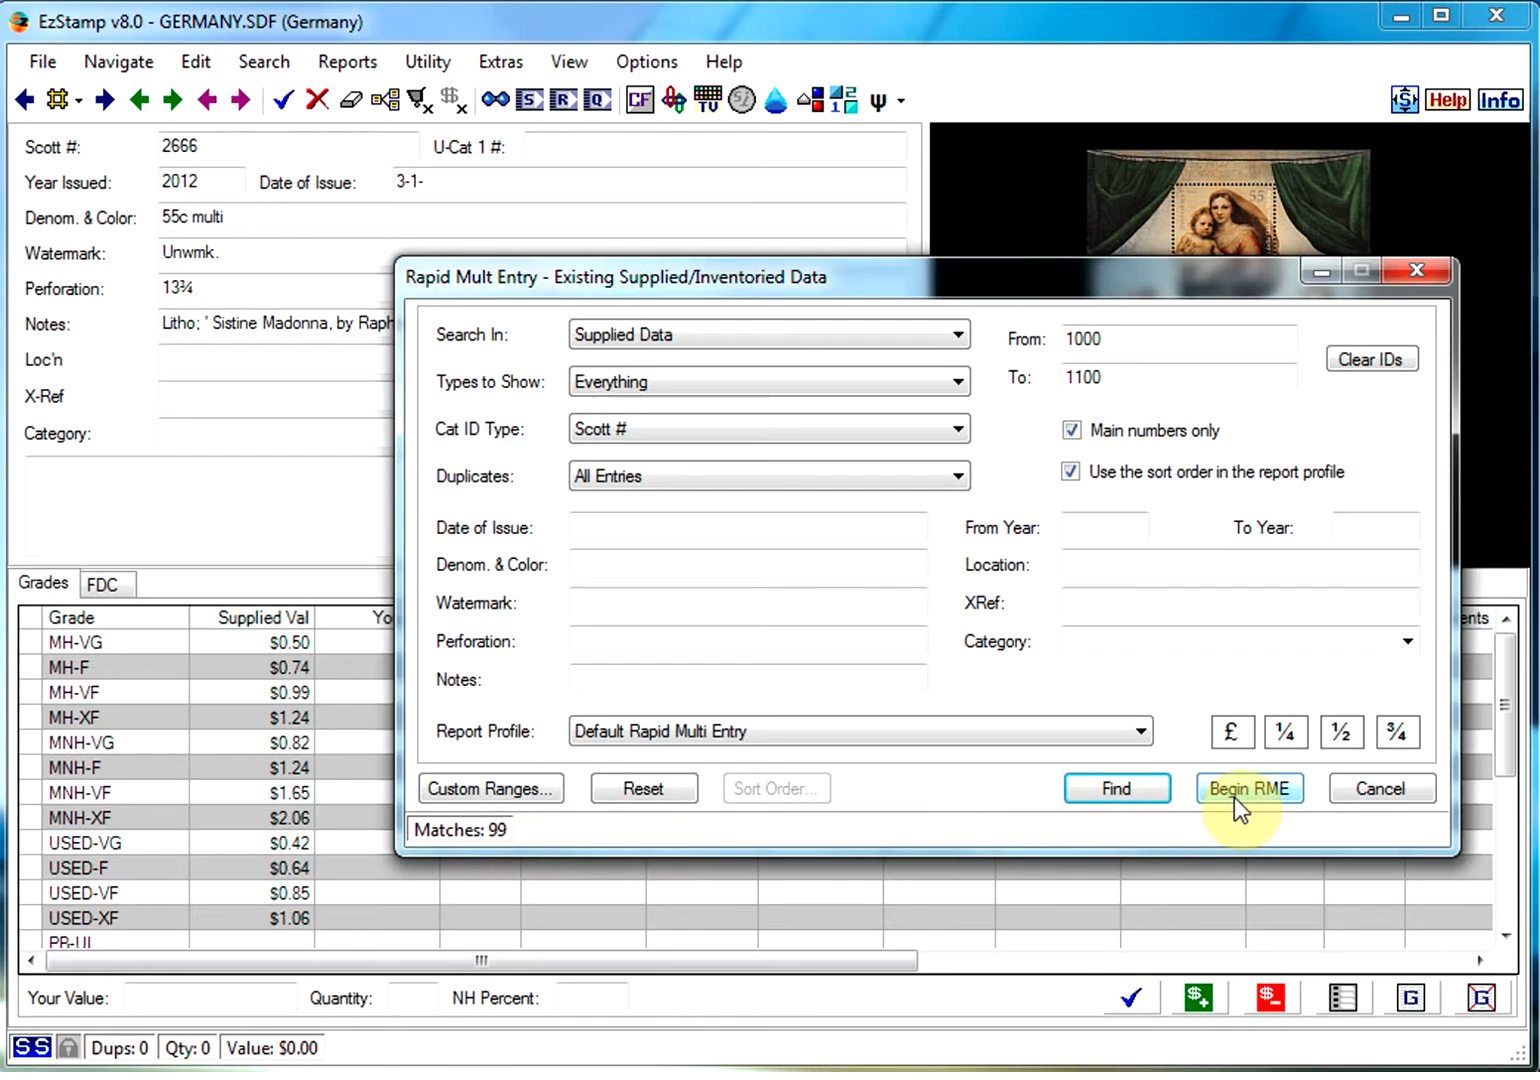 EzStamp v8.0 - GERMANY.SDF (Germany)
File Navigate Edit Search Reports Utility Extras View Options Help
S R Q CF TV Help Info
Scott #: 2666 U-Cat 1 #:
Year Issued: 2012 Date of Issue: 3-1-
Denom. & Color: 55c multi
Watermark: Unwmk.
Perforation: 13¾
Notes: Litho; ' Sistine Madonna, by Raph
Loc'n
X-Ref
Category:
55
Rapid Mult Entry - Existing Supplied/Inventoried Data
Search In: Supplied Data From: 1000
Clear IDs
Types to Show: Everything To: 1100
Cat ID Type: Scott # Main numbers only
Duplicates: All Entries Use the sort order in the report profile
Date of Issue: From Year: To Year:
Denom. & Color: Location:
Watermark: XRef:
Perforation: Category:
Notes:
Report Profile: Default Rapid Multi Entry £ ¼ ½ ¾
Custom Ranges... Reset Sort Order... Find Begin RME Cancel
Matches: 99
Grades FDC
Grade Supplied Val Yo ents
MH-VG $0.50
MH-F $0.74
MH-VF $0.99
MH-XF $1.24
MNH-VG $0.82
MNH-F $1.24
MNH-VF $1.65
MNH-XF $2.06
USED-VG $0.42
USED-F $0.64
USED-VF $0.85
USED-XF $1.06
Your Value: Quantity: NH Percent: G G
SS Dups: 0 Qty: 0 Value: $0.00